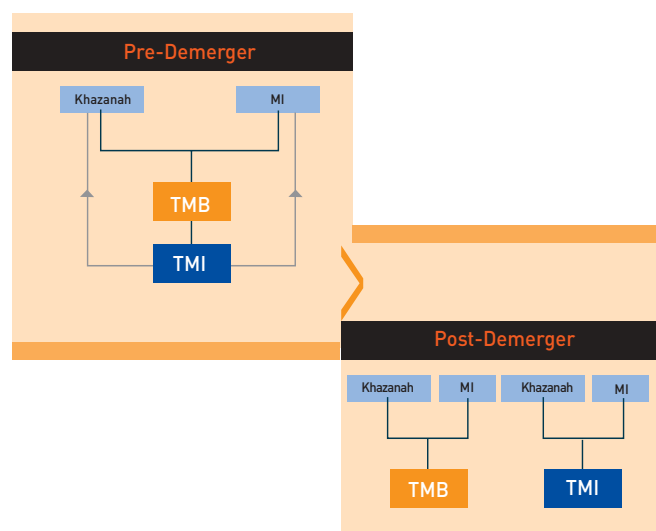 Pre-Demerger
Khazanah MI
TMB
TMI
Post-Demerger
Khazanah MI Khazanah MI
TMB TMI